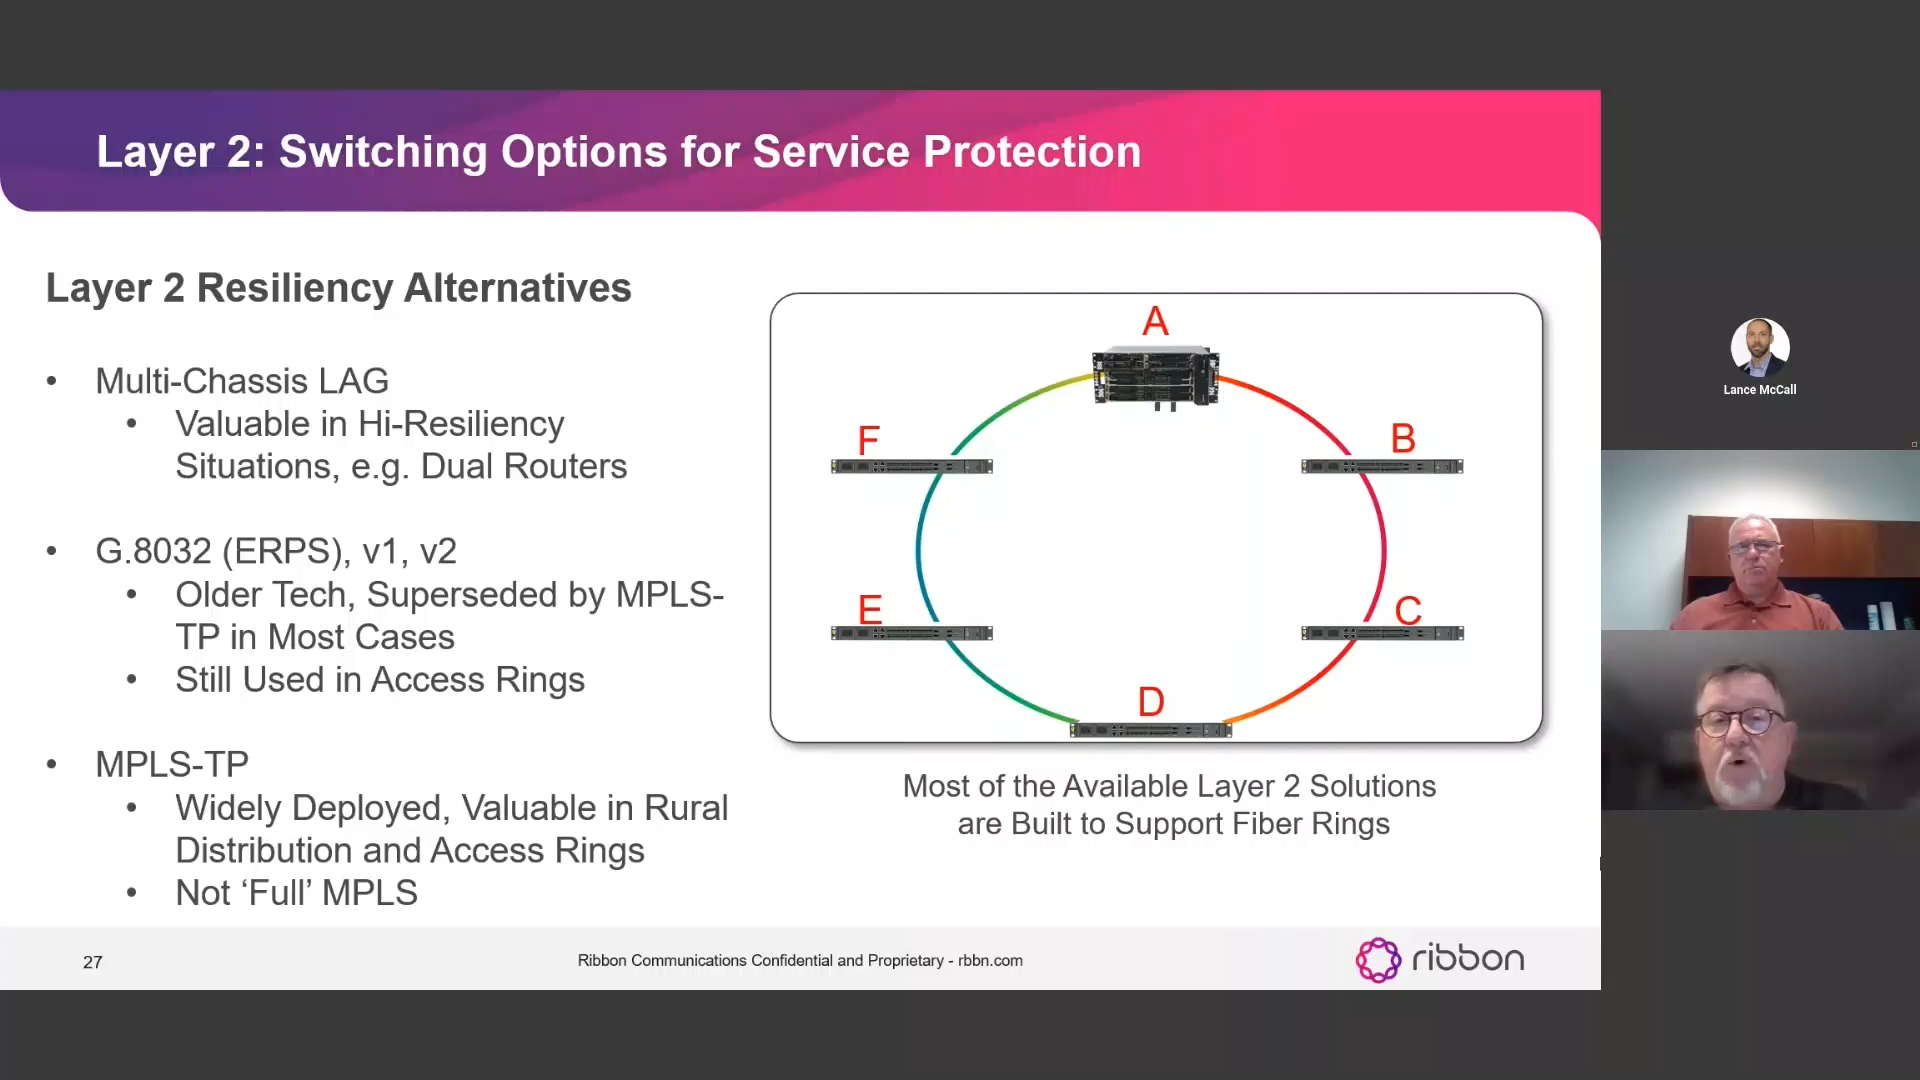 Layer 2: Switching Options for Service Protection
Layer 2 Resiliency Alternatives
• Multi-Chassis LAG
• Valuable in Hi-Resiliency
Situations, e.g. Dual Routers
• G.8032 (ERPS), v1, v2
• Older Tech, Superseded by MPLS-
TP in Most Cases
• Still Used in Access Rings
• MPLS-TP
• Widely Deployed, Valuable in Rural
Distribution and Access Rings
• Not ‘Full’ MPLS
A
F
B
E
C
D
Most of the Available Layer 2 Solutions
are Built to Support Fiber Rings
Lance McCall
27
Ribbon Communications Confidential and Proprietary - rbbn.com
ribbon